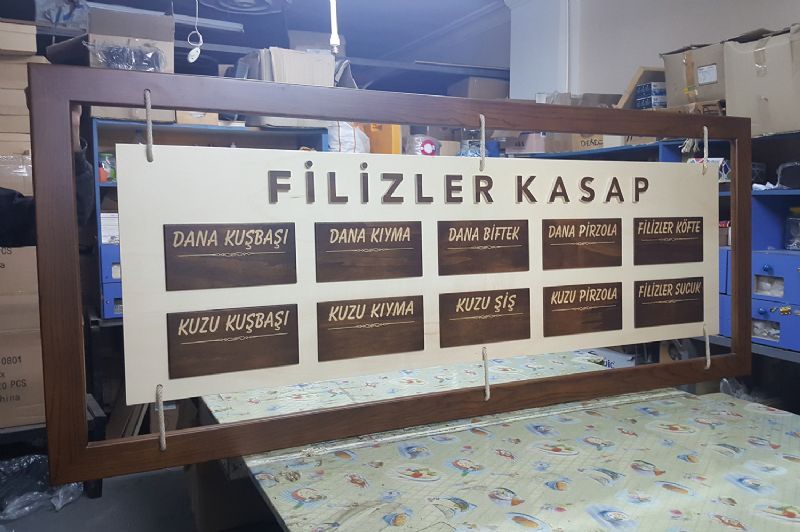 FİLİZLER KASAP
DANA KUŞBAŞI
DANA KIYMA
DANA BİFTEK
DANA PİRZOLA
FİLİZLER KÖFTE
KUZU KUŞBAŞI
KUZU KIYMA
KUZU ŞİŞ
KUZU PİRZOLA
FİLİZLER SUCUK